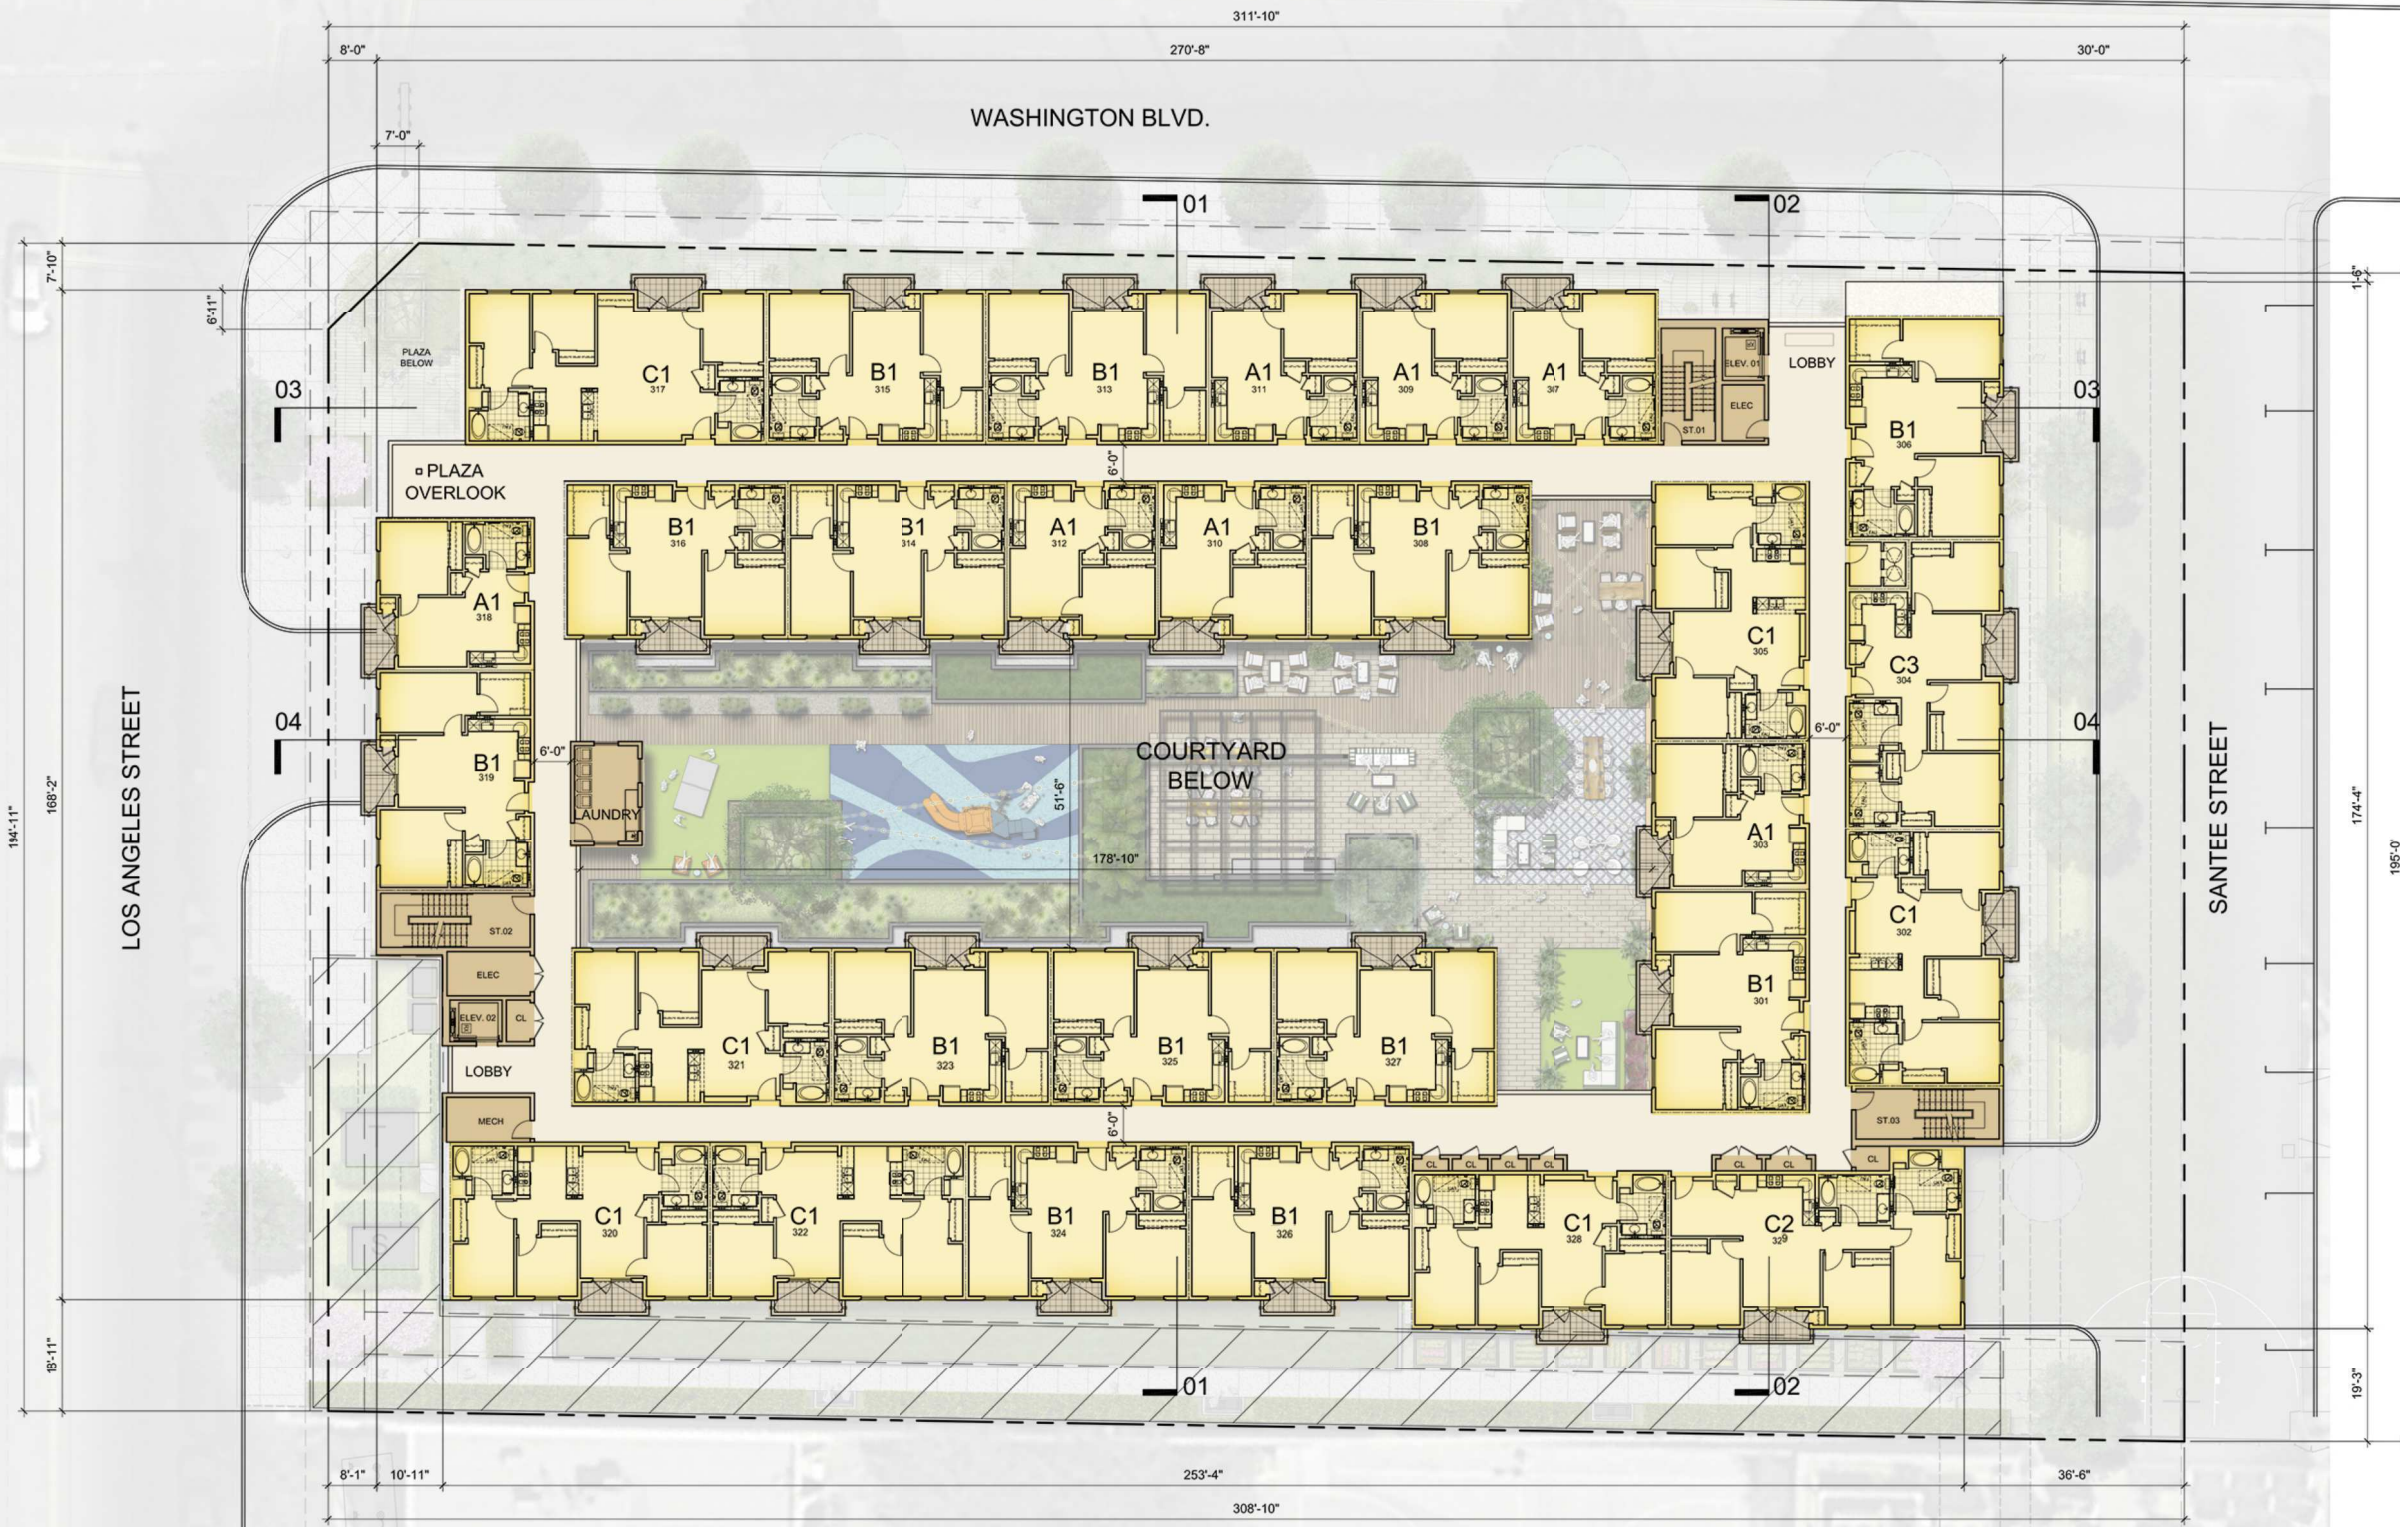 311'-10"
8'-0"
270'-8"
30'-0"
WASHINGTON BLVD.
7'-0"
01
02
7'-10"
6'-11"
1'-6"
PLAZA
BELOW
C1
317
B1
315
B1
313
A1
311
A1
309
A1
ELEV. 01
LOBBY
ELEC
ST.01
03
03
B1
306
6'-0"
PLAZA
OVERLOOK
B1
316
B1
314
A1
312
A1
310
B1
308
A1
318
C1
305
C3
304
LOS ANGELES STREET
SANTEE STREET
04
04
B1
319
6'-0"
LAUNDRY
COURTYARD
BELOW
51'-6"
178'-10"
6'-0"
168'-2"
174'-4"
195'-0"
A1
303
C1
302
ST.02
ELEC
ELEV. 02
CL
B1
301
LOBBY
C1
321
B1
323
B1
325
B1
327
MECH
6'-0"
ST.03
CL
CL
CL
CL
CL
CL
CL
C1
320
C1
322
B1
324
B1
326
C1
328
C2
329
18'-11"
19'-3"
01
02
8'-1"
10'-11"
253'-4"
36'-6"
308'-10"